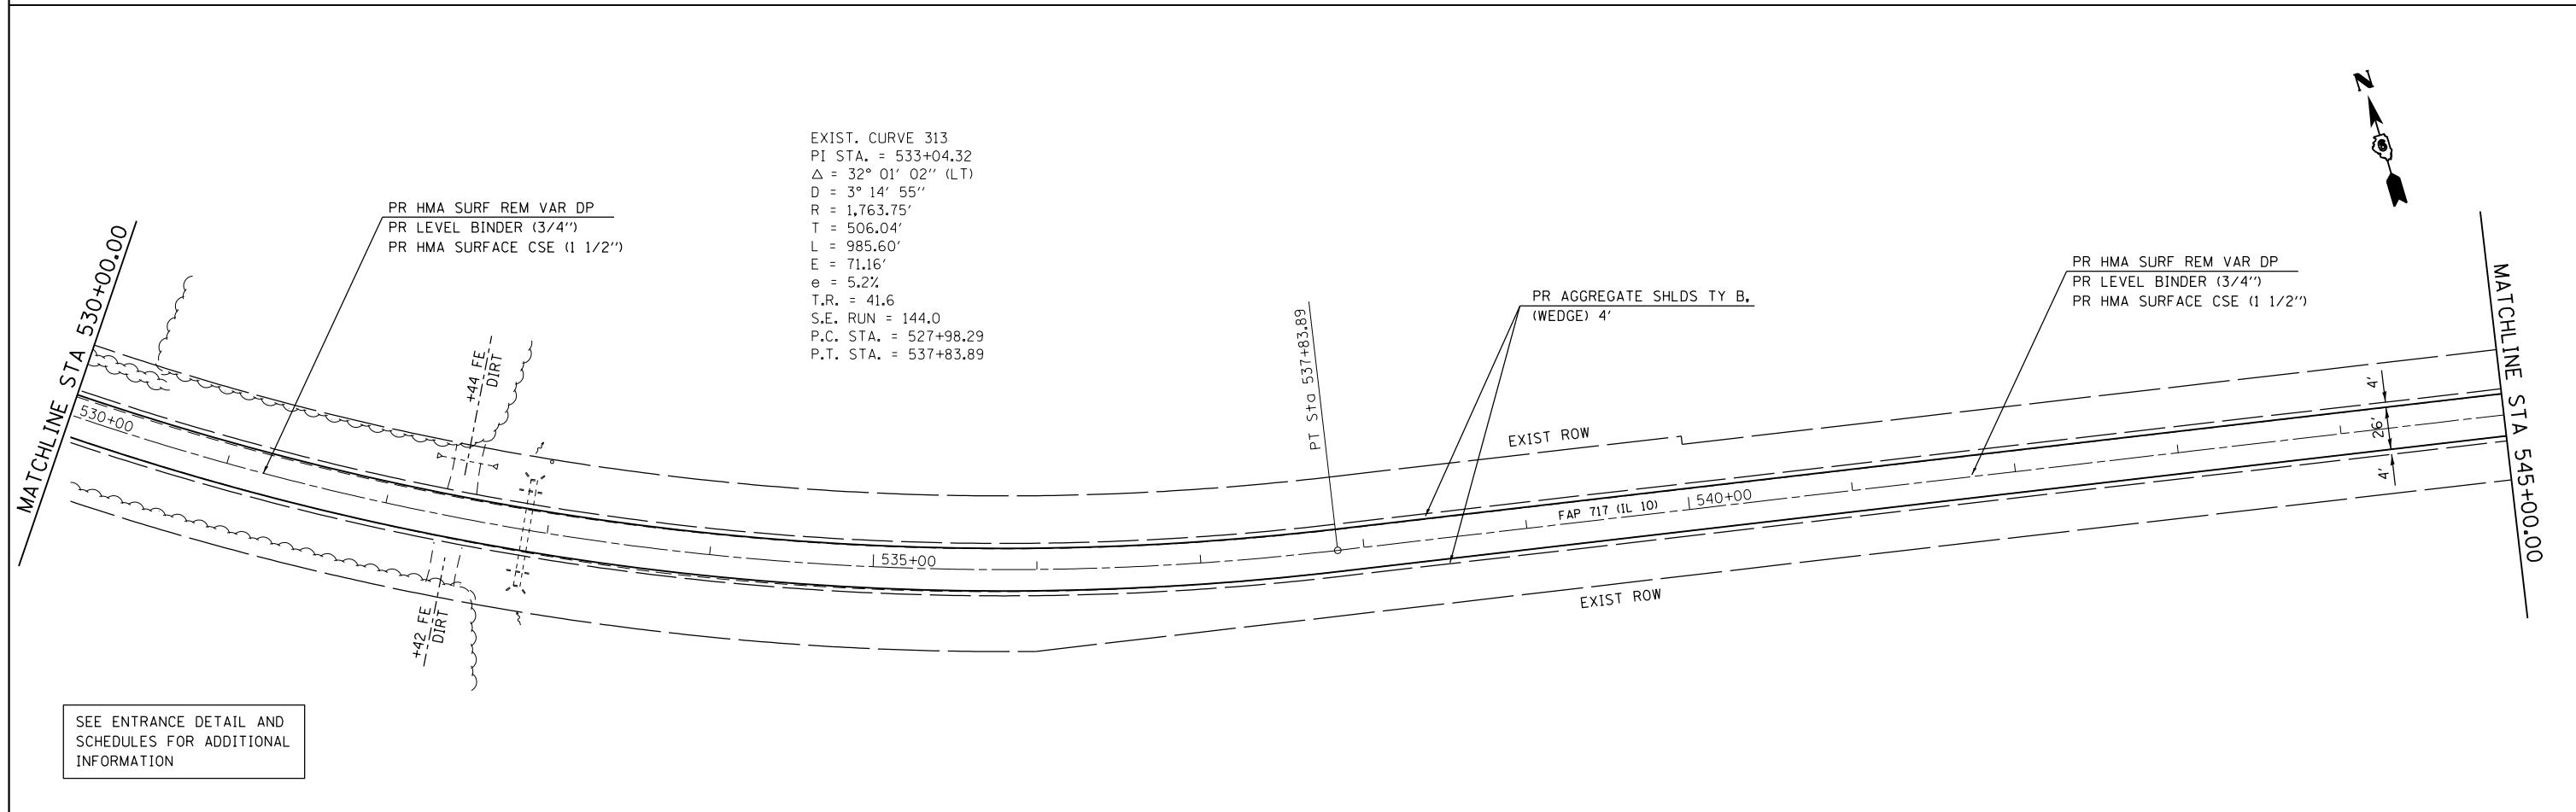 N
6
EXIST. CURVE 313
PI STA. = 533+04.32
△ = 32° 01' 02'' (LT)
D = 3° 14' 55''
R = 1,763.75'
T = 506.04'
L = 985.60'
E = 71.16'
e = 5.2%
T.R. = 41.6
S.E. RUN = 144.0
P.C. STA. = 527+98.29
P.T. STA. = 537+83.89
PR HMA SURF REM VAR DP
PR LEVEL BINDER (3/4'')
PR HMA SURFACE CSE (1 1/2'')
MATCHLINE STA 530+00.00
530+00
+44 FE
DIRT
+42 FE
DIRT
535+00
PT Sta 537+83.89
PR AGGREGATE SHLDS TY B,
(WEDGE) 4'
EXIST ROW
FAP 717 (IL 10)
540+00
EXIST ROW
PR HMA SURF REM VAR DP
PR LEVEL BINDER (3/4'')
PR HMA SURFACE CSE (1 1/2'')
4'
26'
4'
MATCHLINE STA 545+00.00
SEE ENTRANCE DETAIL AND
SCHEDULES FOR ADDITIONAL
INFORMATION